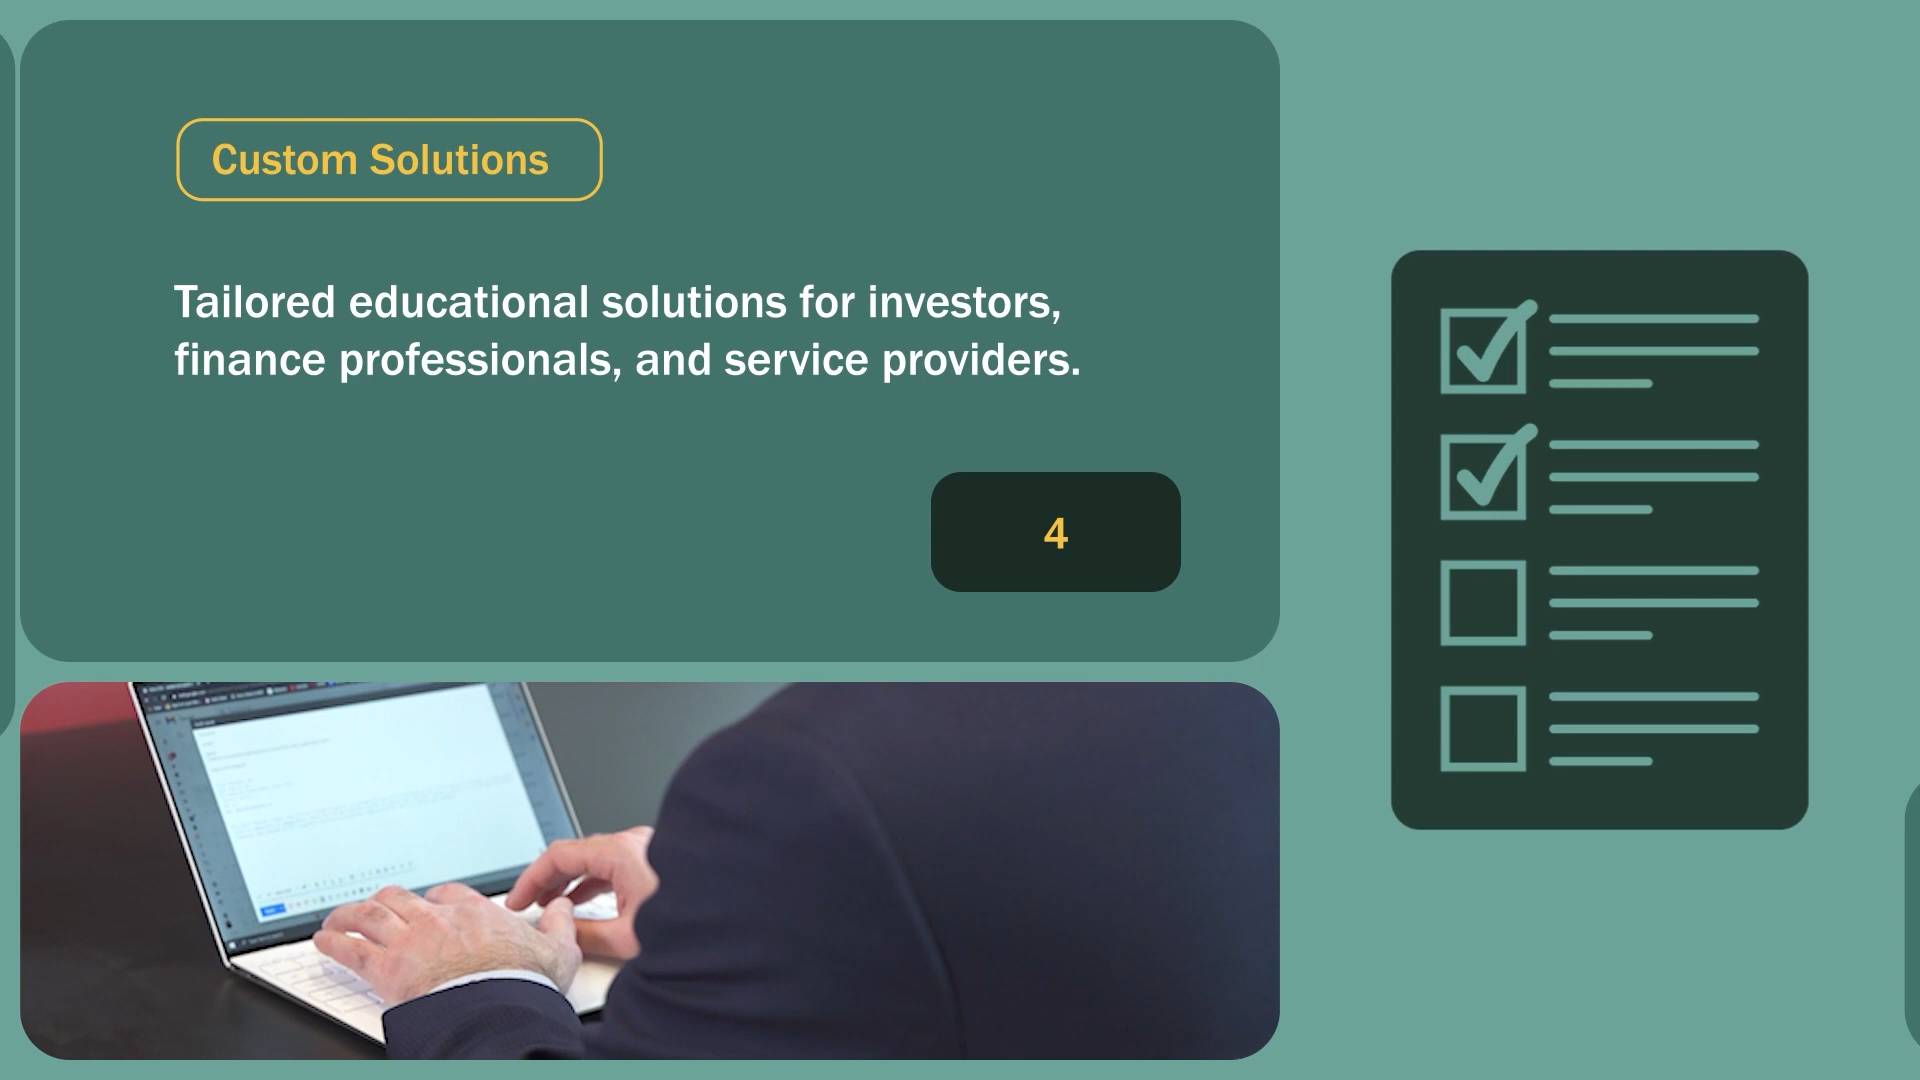 Custom Solutions
Tailored educational solutions for investors,
finance professionals, and service providers.
4